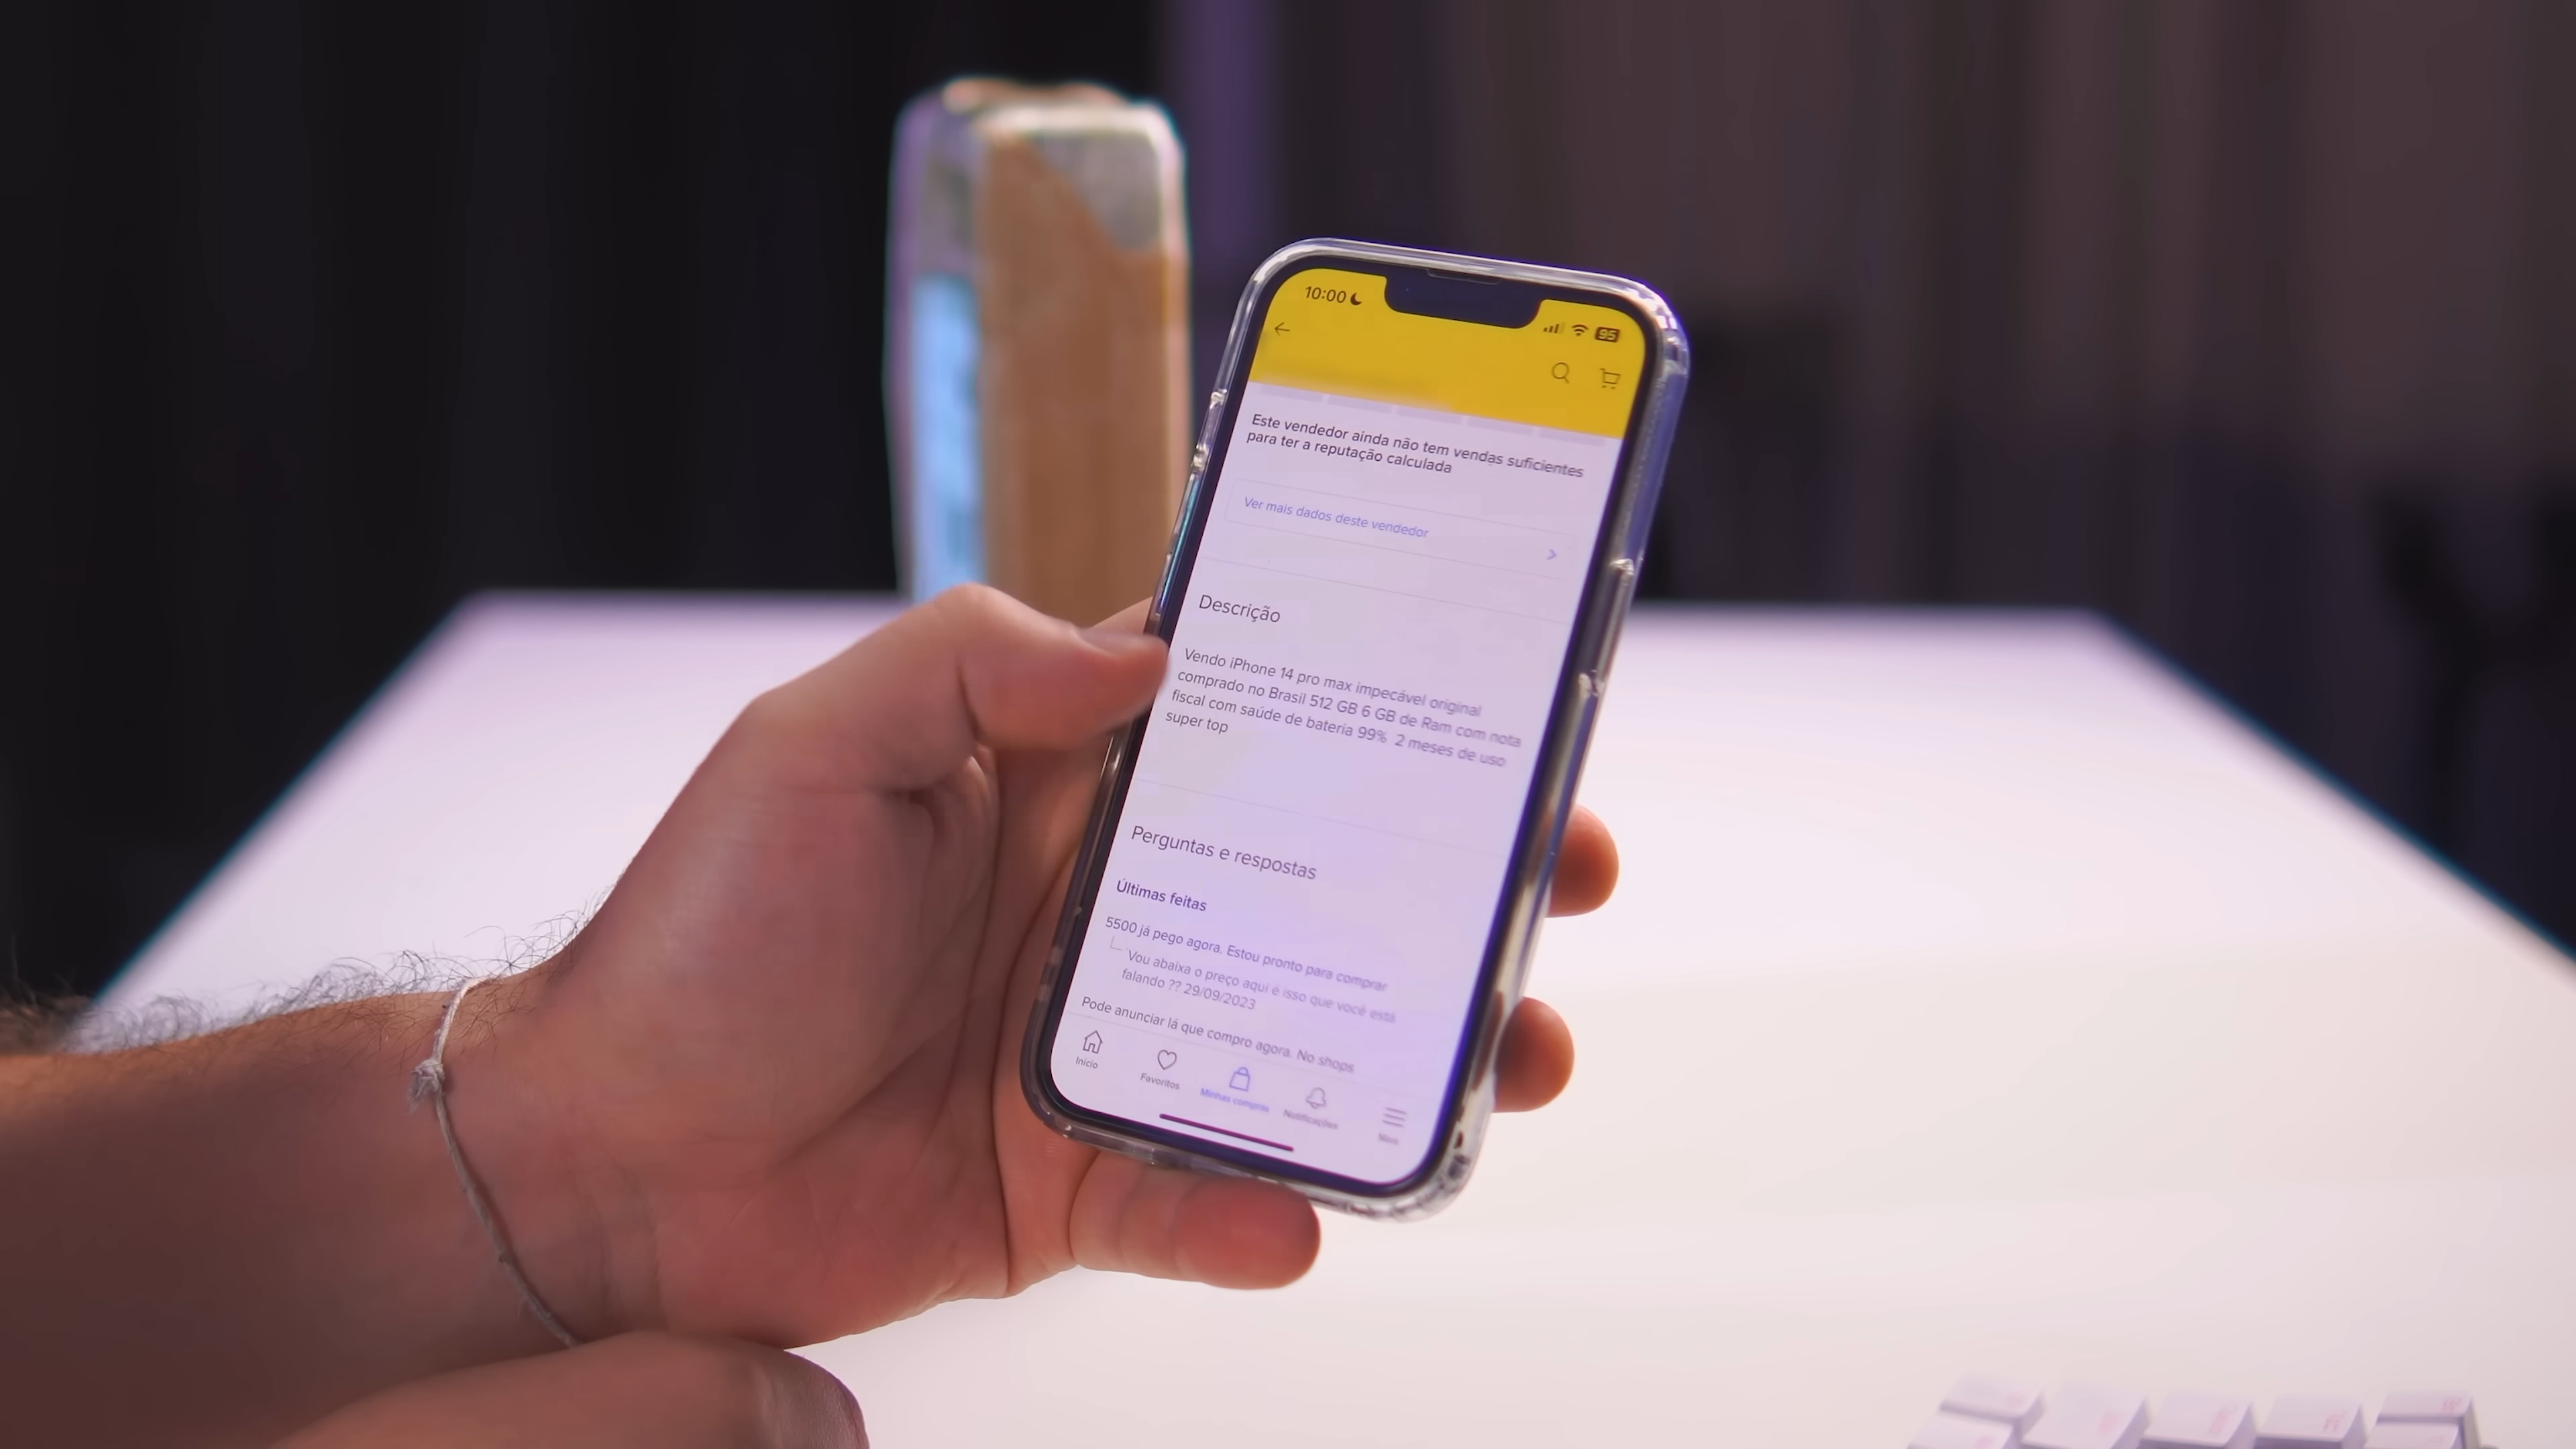 10:00
95
Este vendedor ainda não tem vendas suficientes
para ter a reputação calculada
Ver mais dados deste vendedor
Descrição
Vendo iPhone 14 pro max impecável original
comprado no Brasil 512 GB 6 GB de Ram com nota
fiscal com saúde de bateria 99% 2 meses de uso
super top
Perguntas e respostas
Últimas feitas
5500 já pego agora. Estou pronto para comprar
Vou abaixa o preço aqui é isso que você está
falando ?? 29/09/2023
Pode anunciar lá que compro agora. No shops
Início
Favoritos
Minhas compras
Notificações